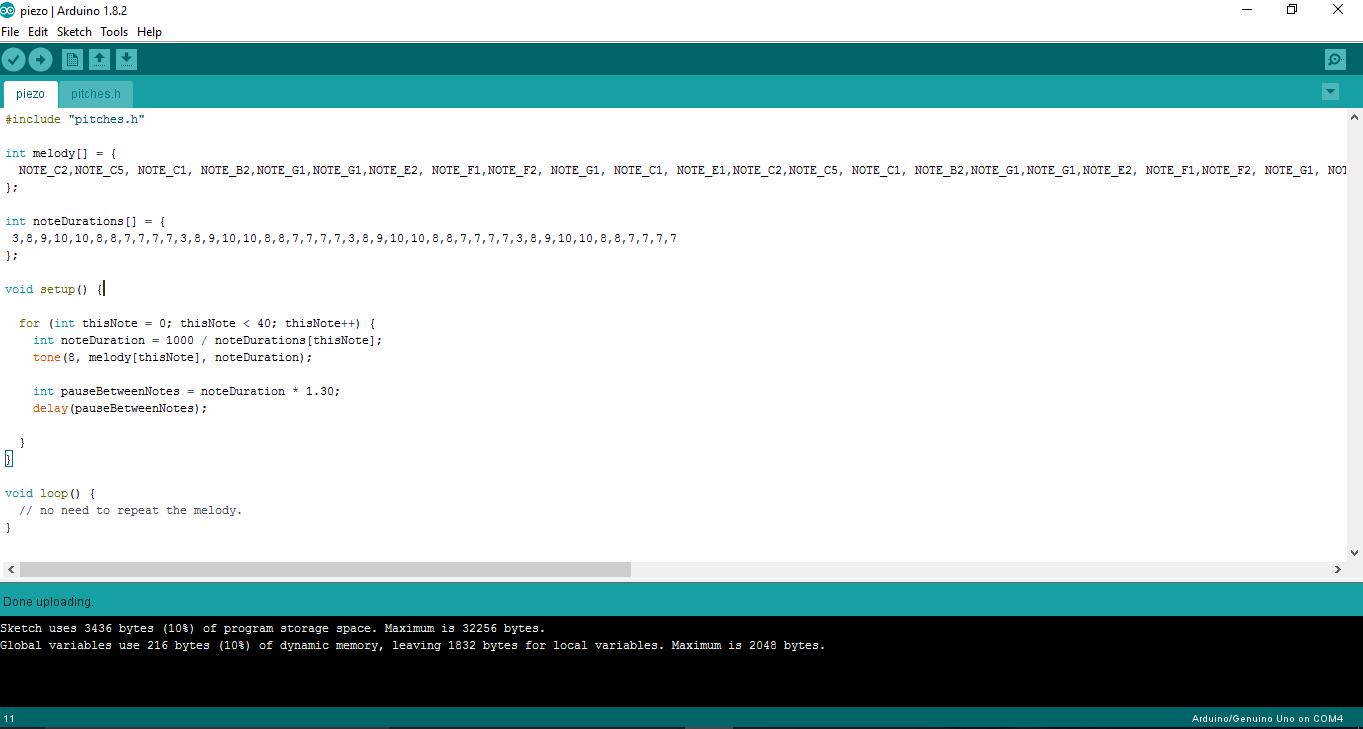 piezo | Arduino 1.8.2
File Edit Sketch Tools Help
piezo pitches.h
#include "pitches.h"
int melody[] = {
NOTE_C2,NOTE_C5, NOTE_C1, NOTE_B2,NOTE_G1,NOTE_G1,NOTE_E2, NOTE_F1,NOTE_F2, NOTE_G1, NOTE_C1, NOTE_E1,NOTE_C2,NOTE_C5, NOTE_C1, NOTE_B2,NOTE_G1,NOTE_G1,NOTE_E2, NOTE_F1,NOTE_F2, NOTE_G1, NOT
};
int noteDurations[] = {
3,8,9,10,10,8,8,7,7,7,7,3,8,9,10,10,8,8,7,7,7,7,3,8,9,10,10,8,8,7,7,7,7,3,8,9,10,10,8,8,7,7,7,7
};
void setup() {
for (int thisNote = 0; thisNote < 40; thisNote++) {
int noteDuration = 1000 / noteDurations[thisNote];
tone(8, melody[thisNote], noteDuration);
int pauseBetweenNotes = noteDuration * 1.30;
delay(pauseBetweenNotes);
}
}
void loop() {
// no need to repeat the melody.
}
Done uploading.
Sketch uses 3436 bytes (10%) of program storage space. Maximum is 32256 bytes.
Global variables use 216 bytes (10%) of dynamic memory, leaving 1832 bytes for local variables. Maximum is 2048 bytes.
11 Arduino/Genuino Uno on COM4